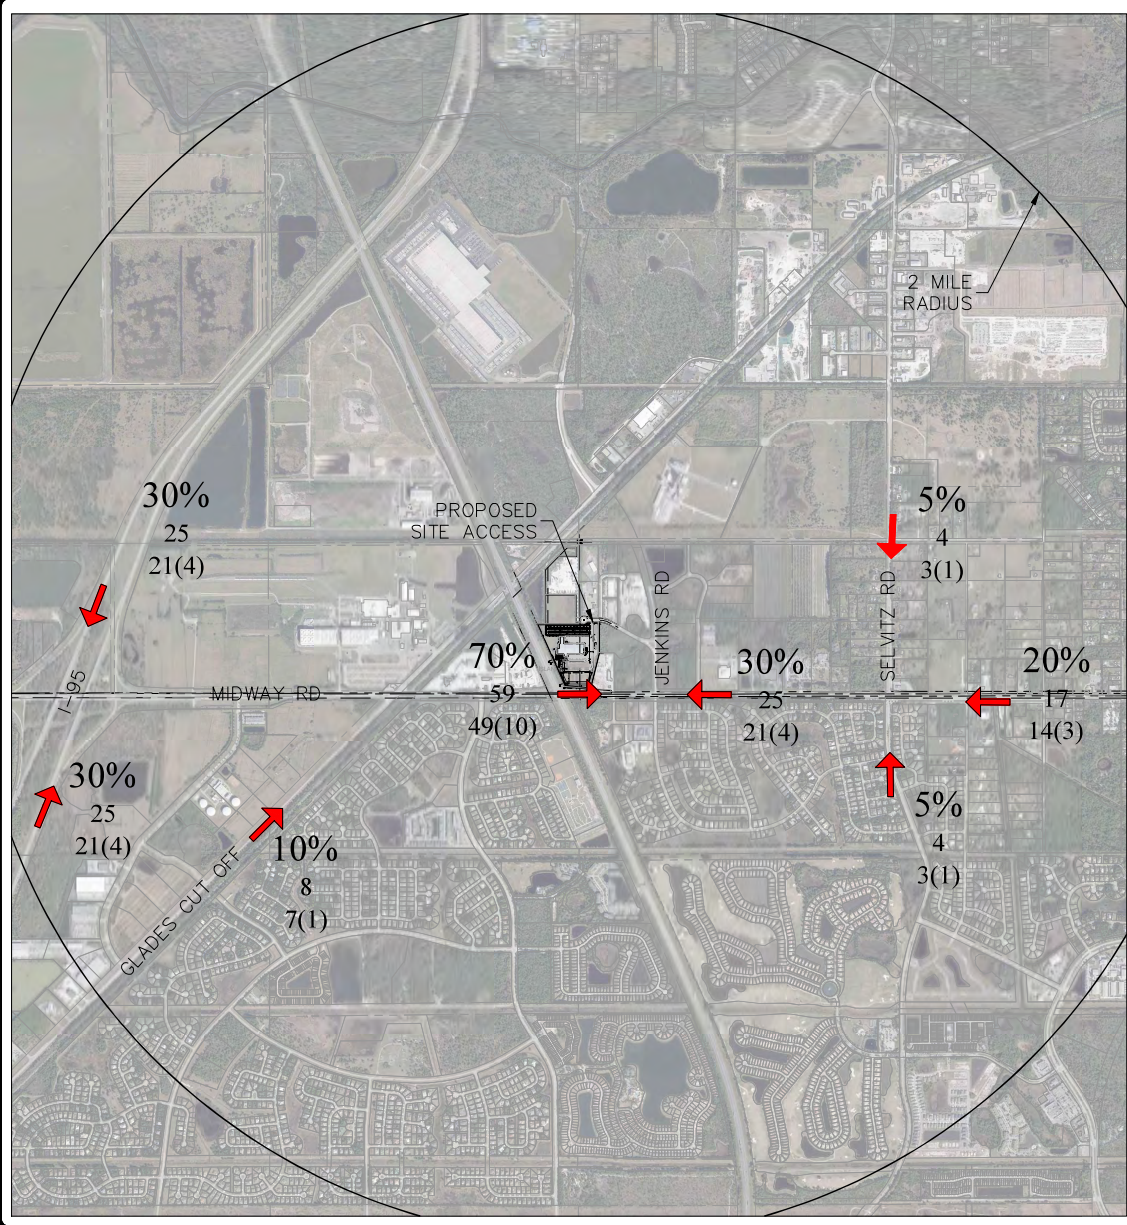 2 MILE
RADIUS
30%
25
21(4)
PROPOSED
SITE ACCESS
5%
4
3(1)
JENKINS RD
SELVITZ RD
I-95
MIDWAY RD
70%
59
49(10)
30%
25
21(4)
20%
17
14(3)
30%
25
21(4)
10%
8
7(1)
GLADES CUT OFF
5%
4
3(1)